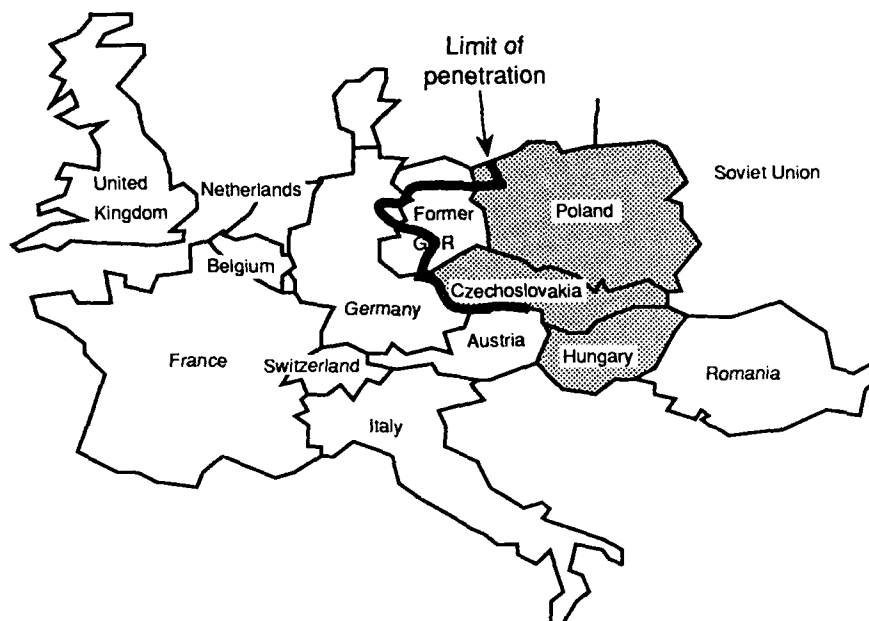 Limit of
penetration
Soviet Union
United
Kingdom
Netherlands
Former
G R
Poland
Belgium
Czechoslovakia
Germany
Austria
France
Switzerland
Hungary
Romania
Italy